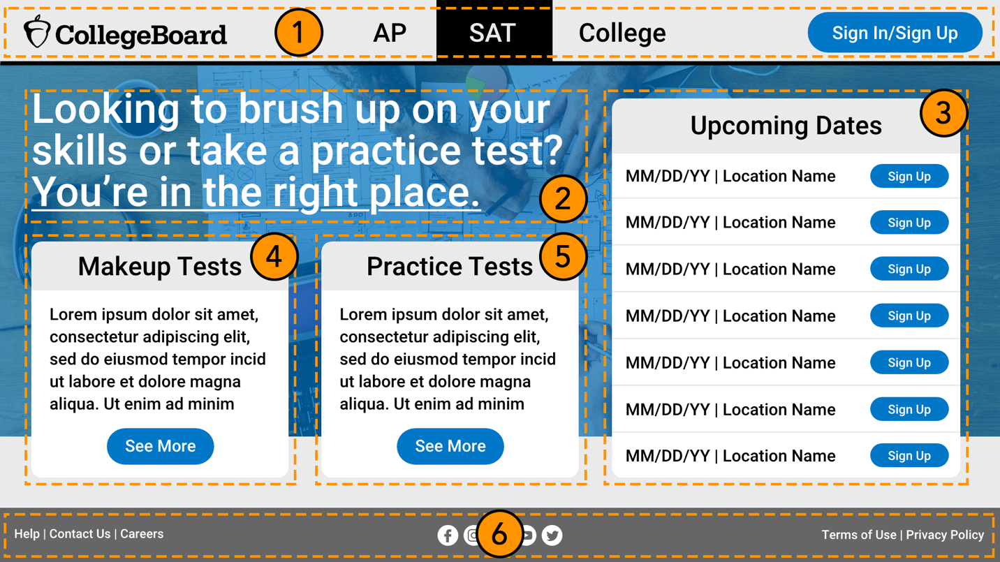 CollegeBoard
1
AP
SAT
College
Sign In/Sign Up
Looking to brush up on your
skills or take a practice test?
You’re in the right place.
2
Upcoming Dates
3
MM/DD/YY | Location Name
Sign Up
MM/DD/YY | Location Name
Sign Up
MM/DD/YY | Location Name
Sign Up
MM/DD/YY | Location Name
Sign Up
MM/DD/YY | Location Name
Sign Up
MM/DD/YY | Location Name
Sign Up
MM/DD/YY | Location Name
Sign Up
Makeup Tests
4
Lorem ipsum dolor sit amet,
consectetur adipiscing elit,
sed do eiusmod tempor incid
ut labore et dolore magna
aliqua. Ut enim ad minim
See More
Practice Tests
5
Lorem ipsum dolor sit amet,
consectetur adipiscing elit,
sed do eiusmod tempor incid
ut labore et dolore magna
aliqua. Ut enim ad minim
See More
Help | Contact Us | Careers
6
Terms of Use | Privacy Policy